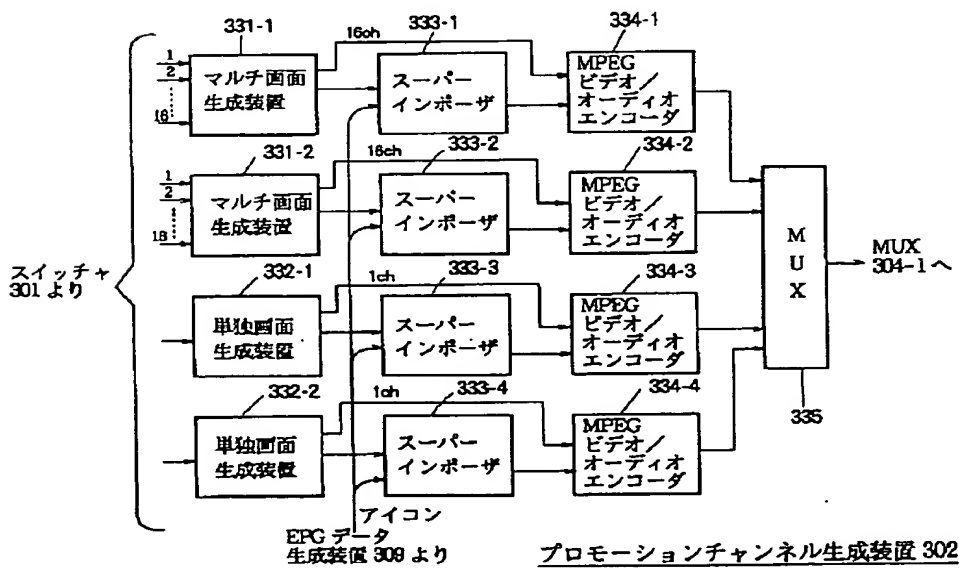 331-1
16ch
333-1
334-1
1
2
16
マルチ画面
生成装置
スーパー
インポーザ
MPEG
ビデオ／
オーディオ
エンコーダ
331-2
16ch
333-2
334-2
1
2
16
マルチ画面
生成装置
スーパー
インポーザ
MPEG
ビデオ／
オーディオ
エンコーダ
スイッチャ
301 より
332-1
1ch
333-3
334-3
単独画面
生成装置
スーパー
インポーザ
MPEG
ビデオ／
オーディオ
エンコーダ
332-2
1ch
333-4
334-4
単独画面
生成装置
スーパー
インポーザ
MPEG
ビデオ／
オーディオ
エンコーダ
M
U
X
335
MUX
304-1 へ
アイコン
EPG データ
生成装置 309 より
プロモーションチャンネル生成装置 302